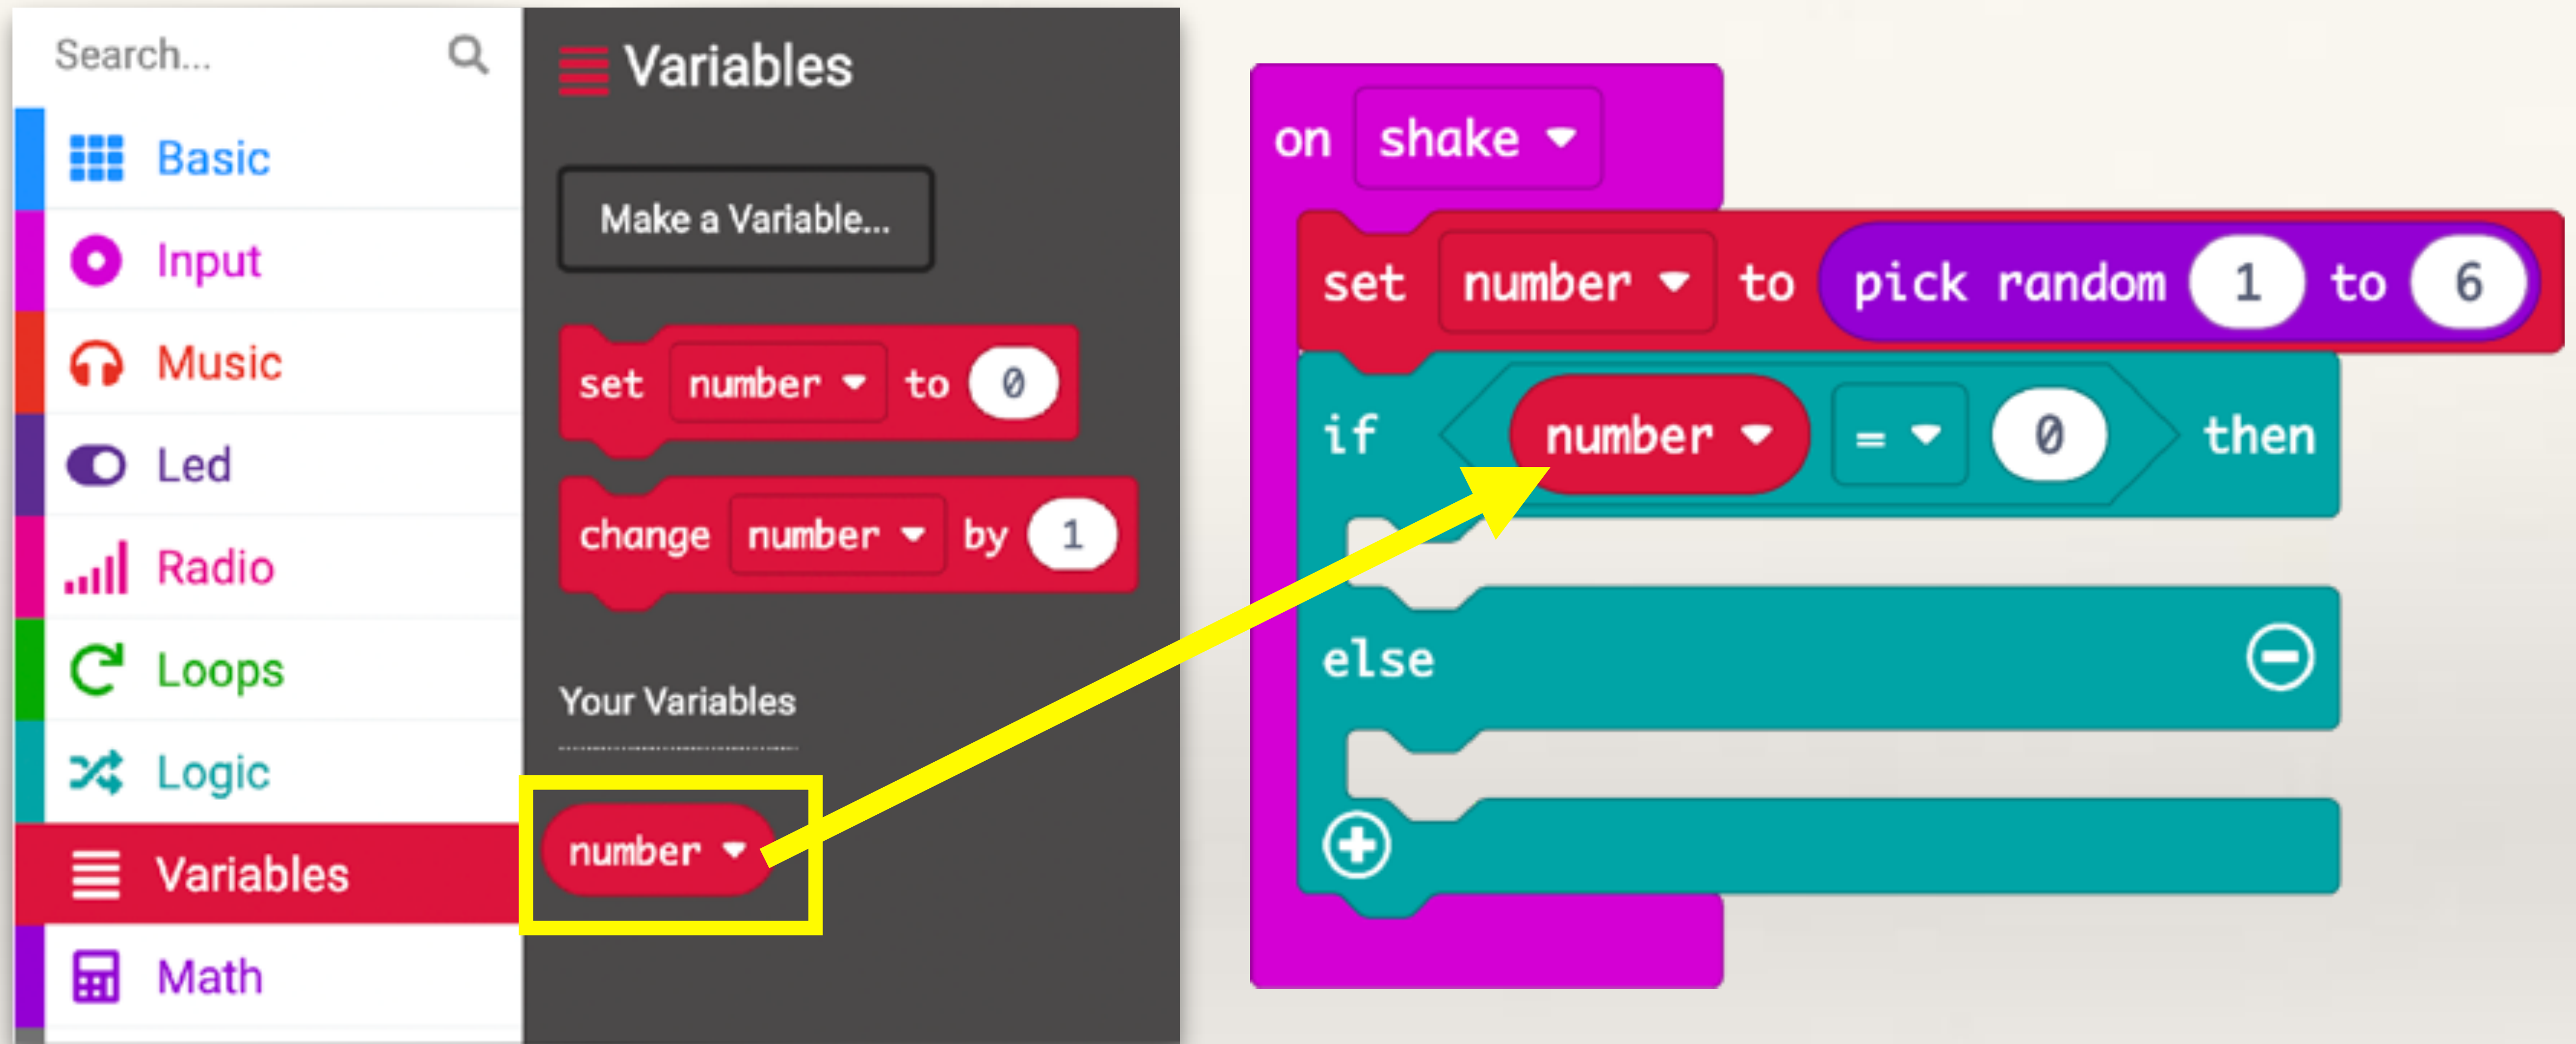 Search...
Basic
Input
Music
Led
Radio
Loops
Logic
Variables
Math
Variables
Make a Variable...
set number to 0
change number by 1
Your Variables
number
on shake
set number to pick random 1 to 6
if number = 0 then
else